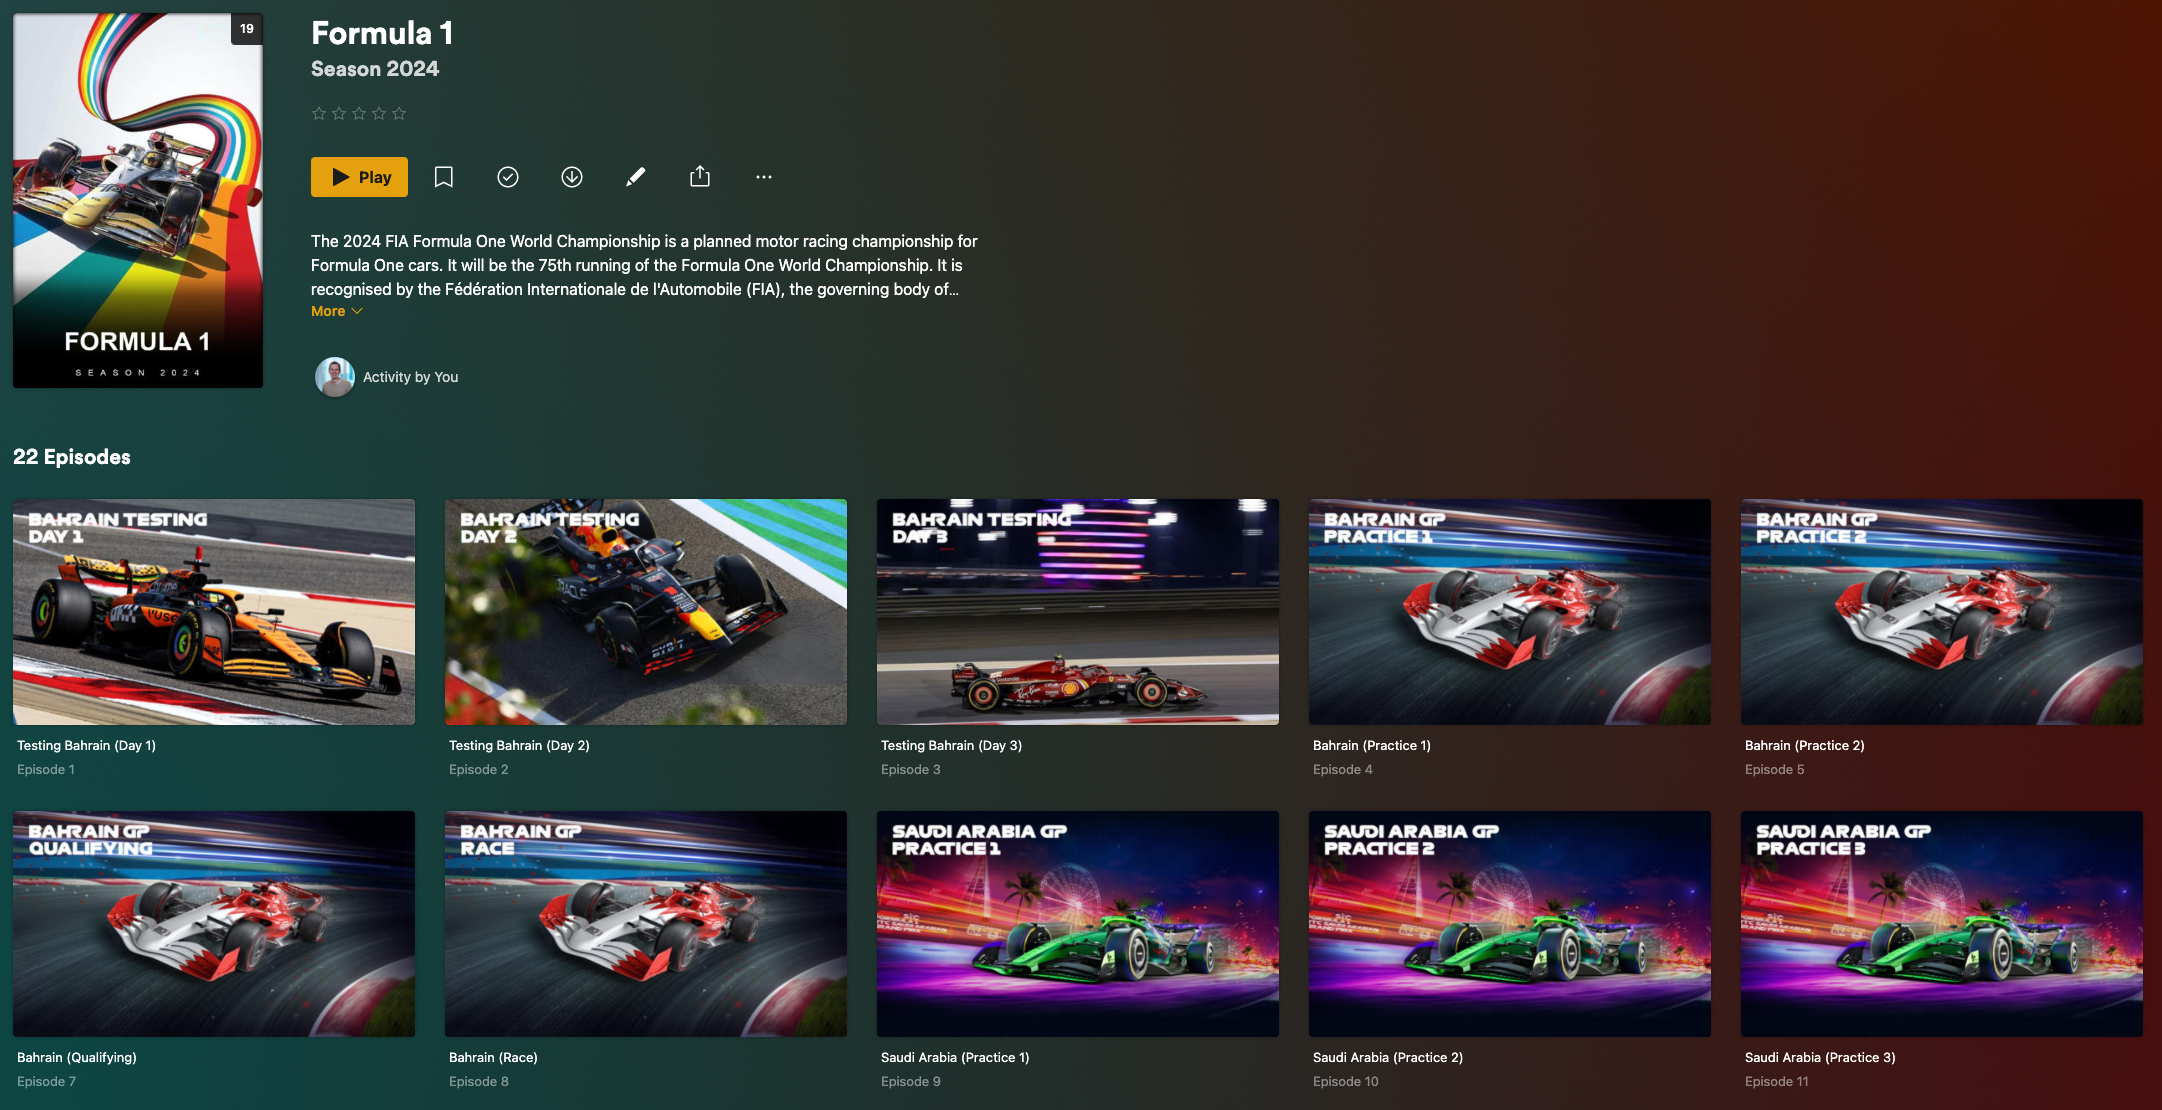 19
Formula 1
Season 2024
Play
The 2024 FIA Formula One World Championship is a planned motor racing championship for
Formula One cars. It will be the 75th running of the Formula One World Championship. It is
recognised by the Fédération Internationale de l'Automobile (FIA), the governing body of…
More
FORMULA 1
SEASON 2024
Activity by You
22 Episodes
BAHRAIN TESTING
DAY 1
BAHRAIN TESTING
DAY 2
BAHRAIN TESTING
DAY 3
BAHRAIN GP
PRACTICE 1
BAHRAIN GP
PRACTICE 2
Testing Bahrain (Day 1)
Episode 1
Testing Bahrain (Day 2)
Episode 2
Testing Bahrain (Day 3)
Episode 3
Bahrain (Practice 1)
Episode 4
Bahrain (Practice 2)
Episode 5
BAHRAIN GP
QUALIFYING
BAHRAIN GP
RACE
SAUDI ARABIA GP
PRACTICE 1
SAUDI ARABIA GP
PRACTICE 2
SAUDI ARABIA GP
PRACTICE 3
Bahrain (Qualifying)
Episode 7
Bahrain (Race)
Episode 8
Saudi Arabia (Practice 1)
Episode 9
Saudi Arabia (Practice 2)
Episode 10
Saudi Arabia (Practice 3)
Episode 11